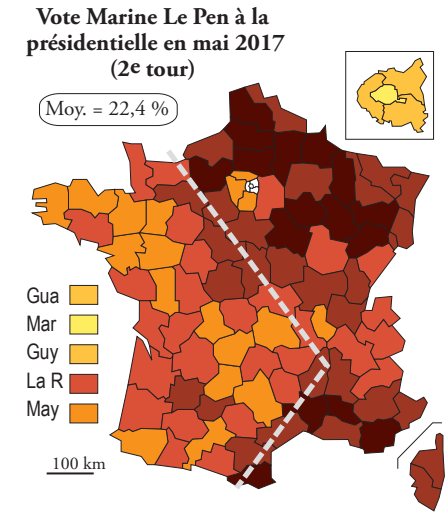 Vote Marine Le Pen à la
présidentielle en mai 2017
(2e tour)
Moy. = 22,4 %
Gua
Mar
Guy
La R
May
100 km